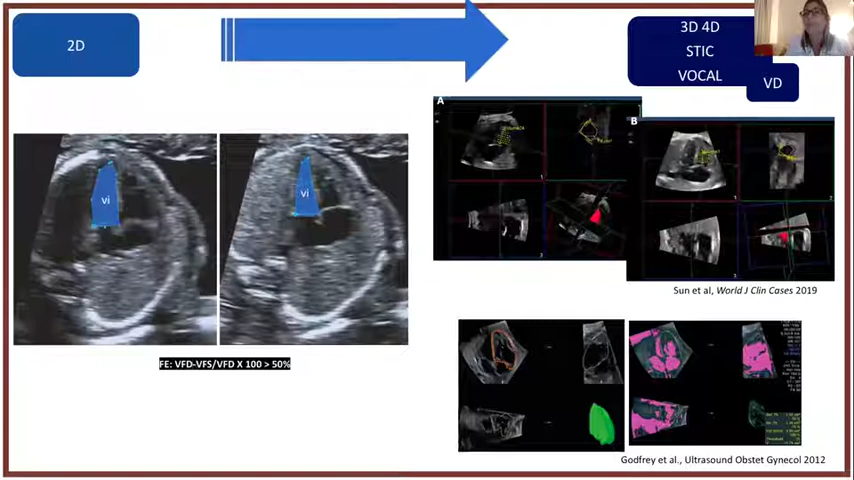 2D
3D 4D
STIC
VOCAL
VD
A
B
vi
vi
Sun et al, World J Clin Cases 2019
FE: VFD-VFS/VFD X 100 > 50%
Godfrey et al., Ultrasound Obstet Gynecol 2012